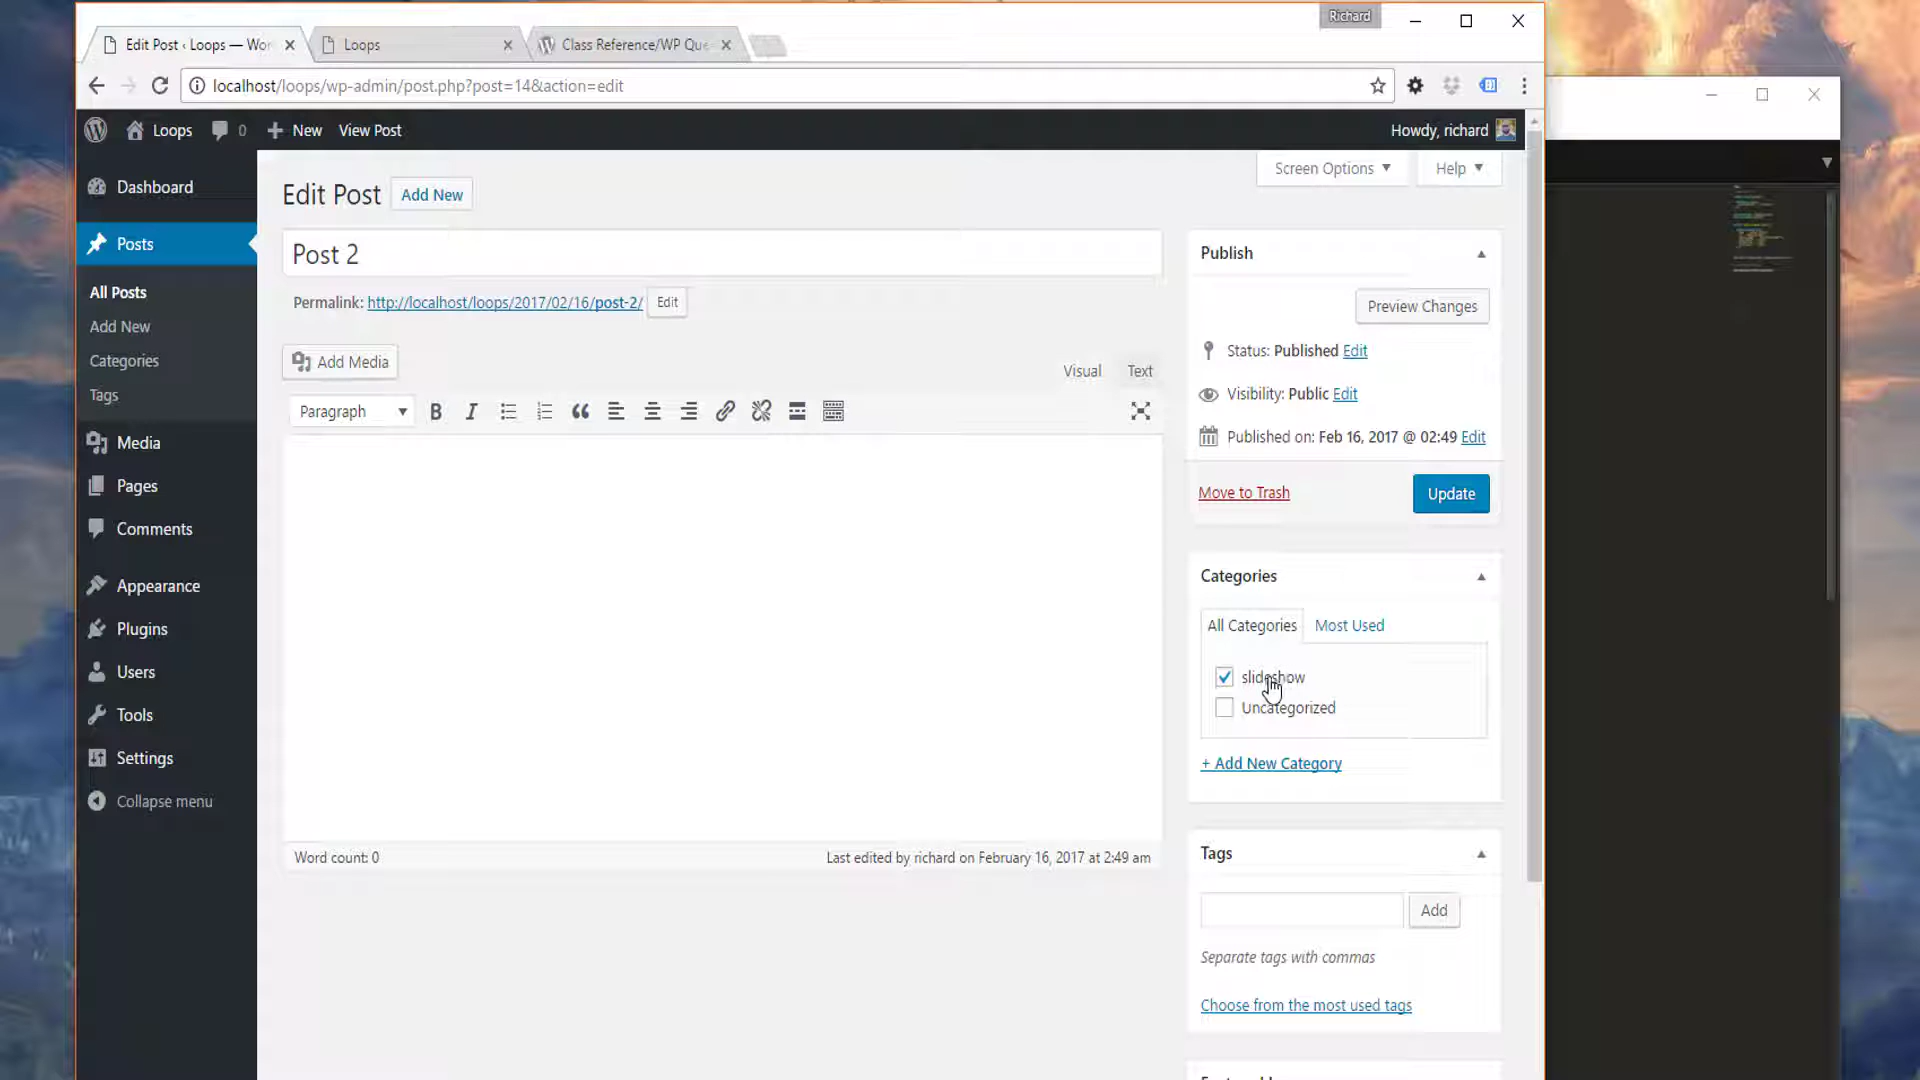 Richard
Edit Post ‹ Loops — Wor
Loops
Class Reference/WP Que
localhost/loops/wp-admin/post.php?post=14&action=edit
Loops
0
New
View Post
Howdy, richard
Screen Options
Help
Dashboard
Posts
All Posts
Add New
Categories
Tags
Media
Pages
Comments
Appearance
Plugins
Users
Tools
Settings
Collapse menu
Edit Post
Add New
Post 2
Permalink: http://localhost/loops/2017/02/16/post-2/
Edit
Add Media
Visual
Text
Paragraph
Word count: 0
Last edited by richard on February 16, 2017 at 2:49 am
Publish
Preview Changes
Status: Published Edit
Visibility: Public Edit
Published on: Feb 16, 2017 @ 02:49 Edit
Move to Trash
Update
Categories
All Categories
Most Used
slideshow
Uncategorized
+ Add New Category
Tags
Add
Separate tags with commas
Choose from the most used tags